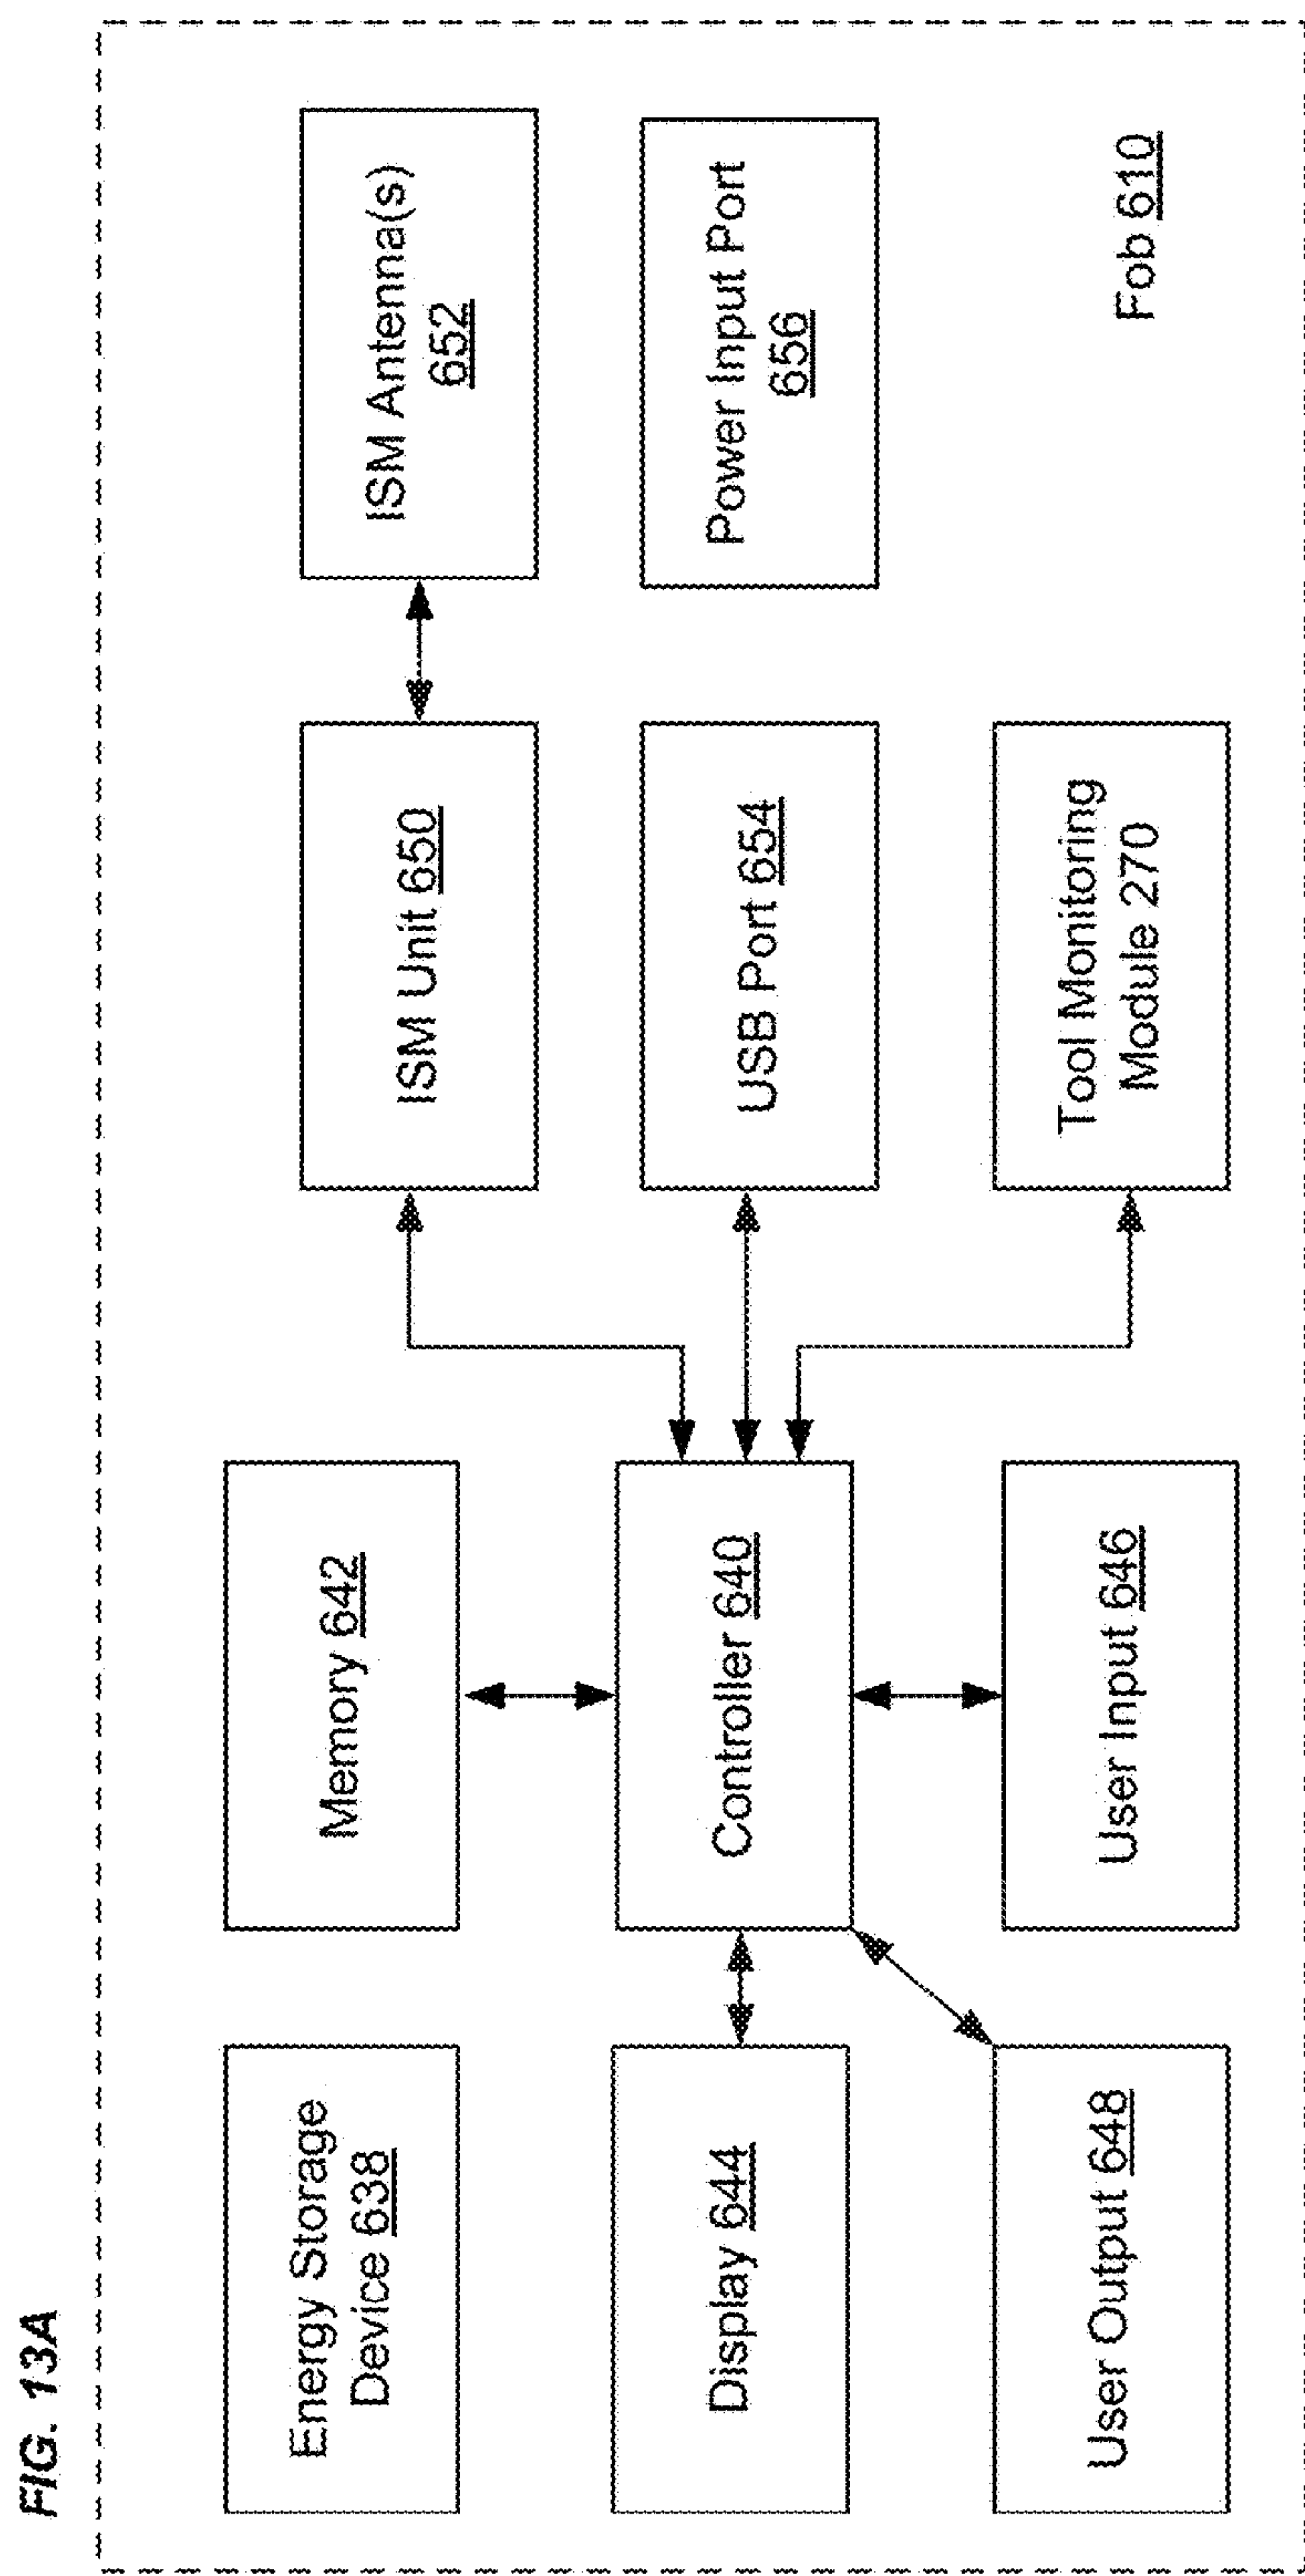 FIG. 13A
Energy Storage
Device 638
Memory 642
ISM Unit 650
ISM Antenna(s)
652
Display 644
Controller 640
USB Port 654
Power Input Port
656
User Output 648
User Input 646
Tool Monitoring
Module 270
Fob 610